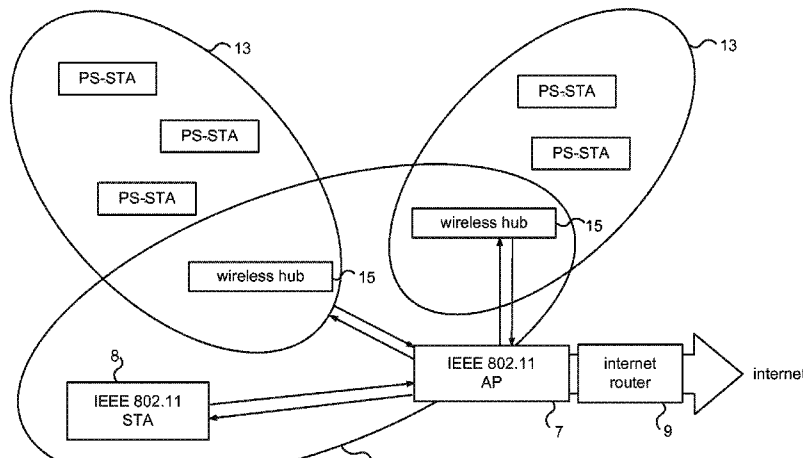 13
13
PS-STA
PS-STA
PS-STA
PS-STA
PS-STA
wireless hub
15
wireless hub
15
8
IEEE 802.11
STA
IEEE 802.11
AP
7
internet
router
9
internet